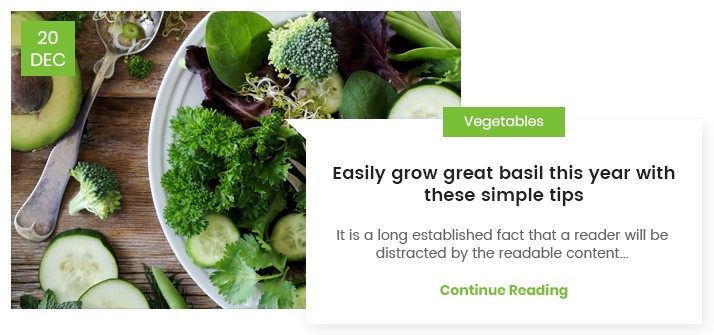 20
DEC
Vegetables
Easily grow great basil this year with
these simple tips
It is a long established fact that a reader will be
distracted by the readable content...
Continue Reading